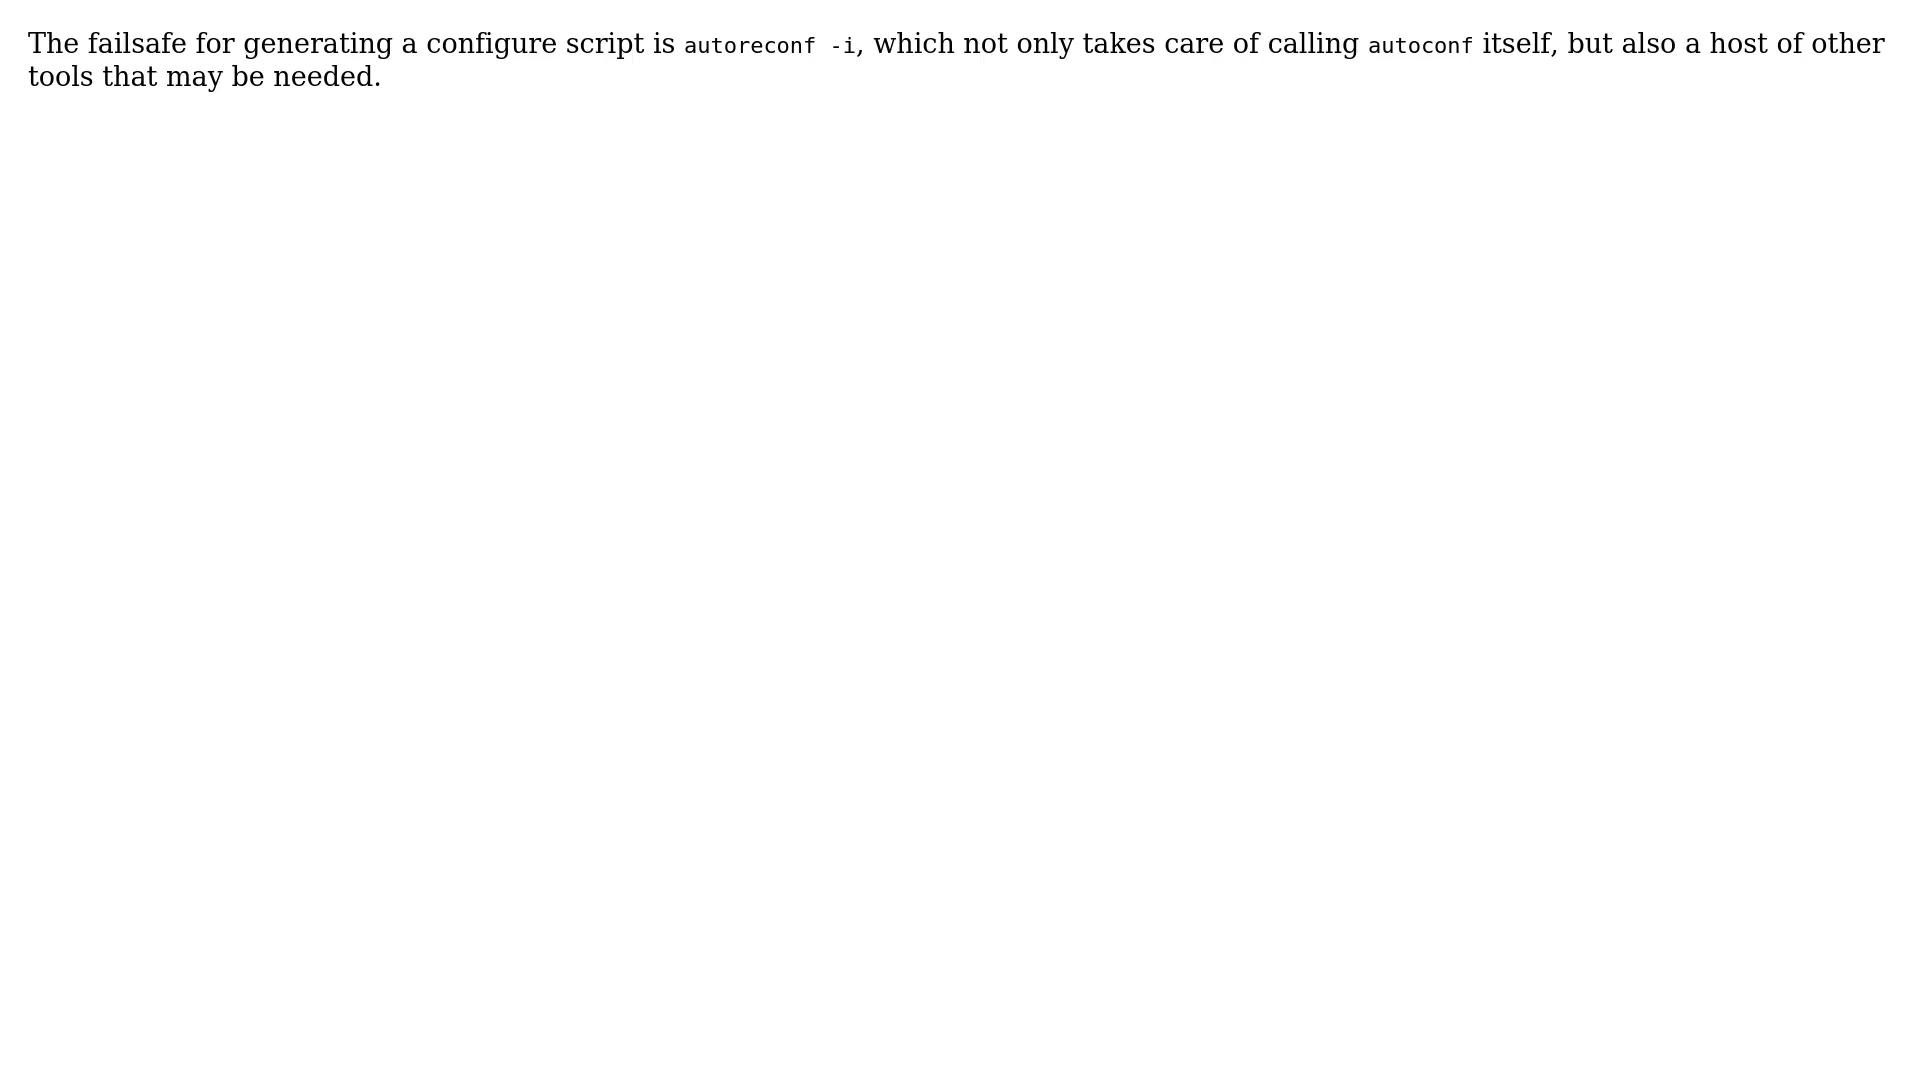 The failsafe for generating a configure script is autoreconf -i, which not only takes care of calling autoconf itself, but also a host of other
tools that may be needed.